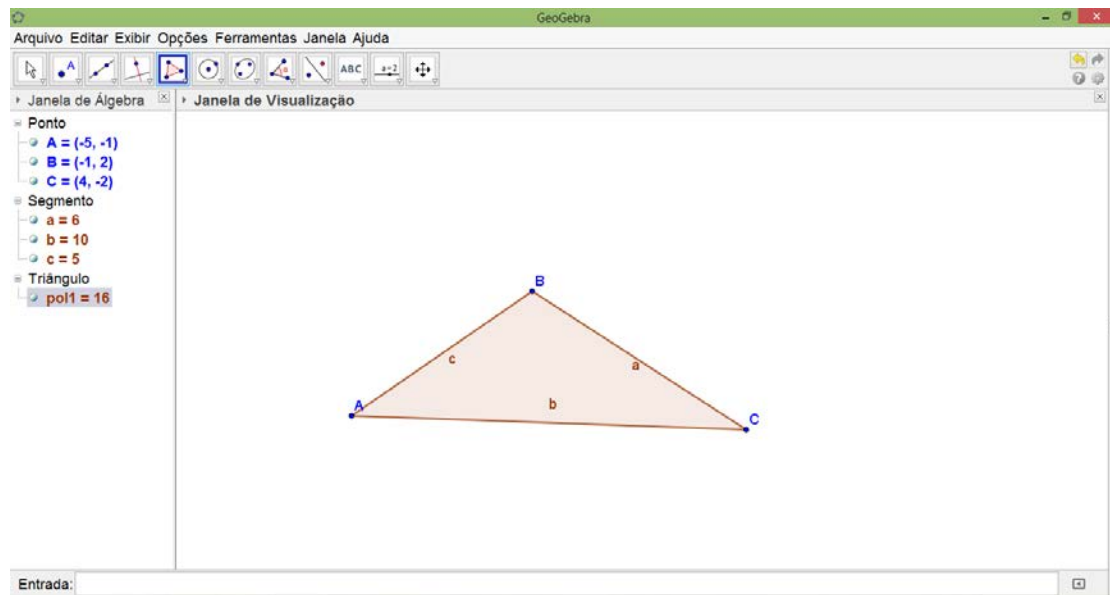 GeoGebra
Arquivo Editar Exibir Opções Ferramentas Janela Ajuda
A
ABC
a=2
Janela de Álgebra
Janela de Visualização
Ponto
A = (-5, -1)
B = (-1, 2)
C = (4, -2)
Segmento
a = 6
b = 10
c = 5
Triângulo
pol1 = 16
B
c
a
A
b
C
Entrada: